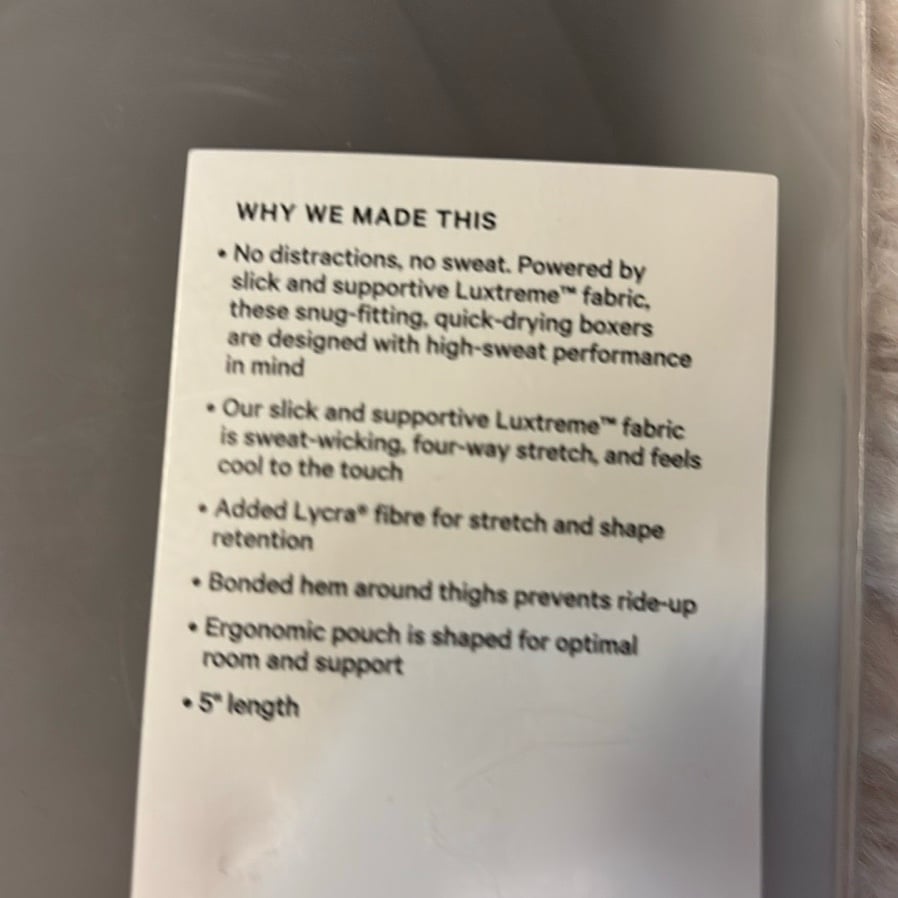 WHY WE MADE THIS
• No distractions, no sweat. Powered by
slick and supportive Luxtreme™ fabric,
these snug-fitting, quick-drying boxers
are designed with high-sweat performance
in mind
• Our slick and supportive Luxtreme™ fabric
is sweat-wicking, four-way stretch, and feels
cool to the touch
• Added Lycra® fibre for stretch and shape
retention
• Bonded hem around thighs prevents ride-up
• Ergonomic pouch is shaped for optimal
room and support
• 5" length